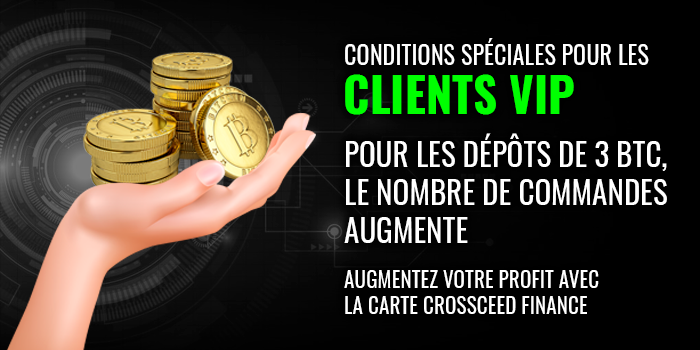 CONDITIONS SPÉCIALES POUR LES
CLIENTS VIP
POUR LES DÉPÔTS DE 3 BTC,
LE NOMBRE DE COMMANDES
AUGMENTE
AUGMENTEZ VOTRE PROFIT AVEC
LA CARTE CROSSCEED FINANCE
BITCOIN